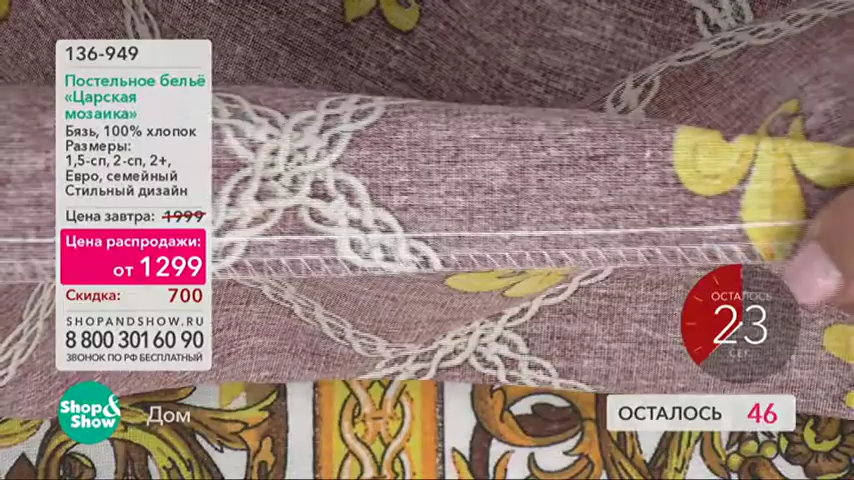 136-949
Постельное бельё
«Царская
мозаика»
Бязь, 100% хлопок
Размеры:
1,5-сп, 2-сп, 2+,
Евро, семейный
Стильный дизайн
Цена завтра: 1999
Цена распродажи:
от 1299
Скидка: 700
SHOPANDSHOW.RU
8 800 301 60 90
ЗВОНОК ПО РФ БЕСПЛАТНЫЙ
ОСТАЛОСЬ
23
СЕК
Shop&
Show
Дом
ОСТАЛОСЬ 46